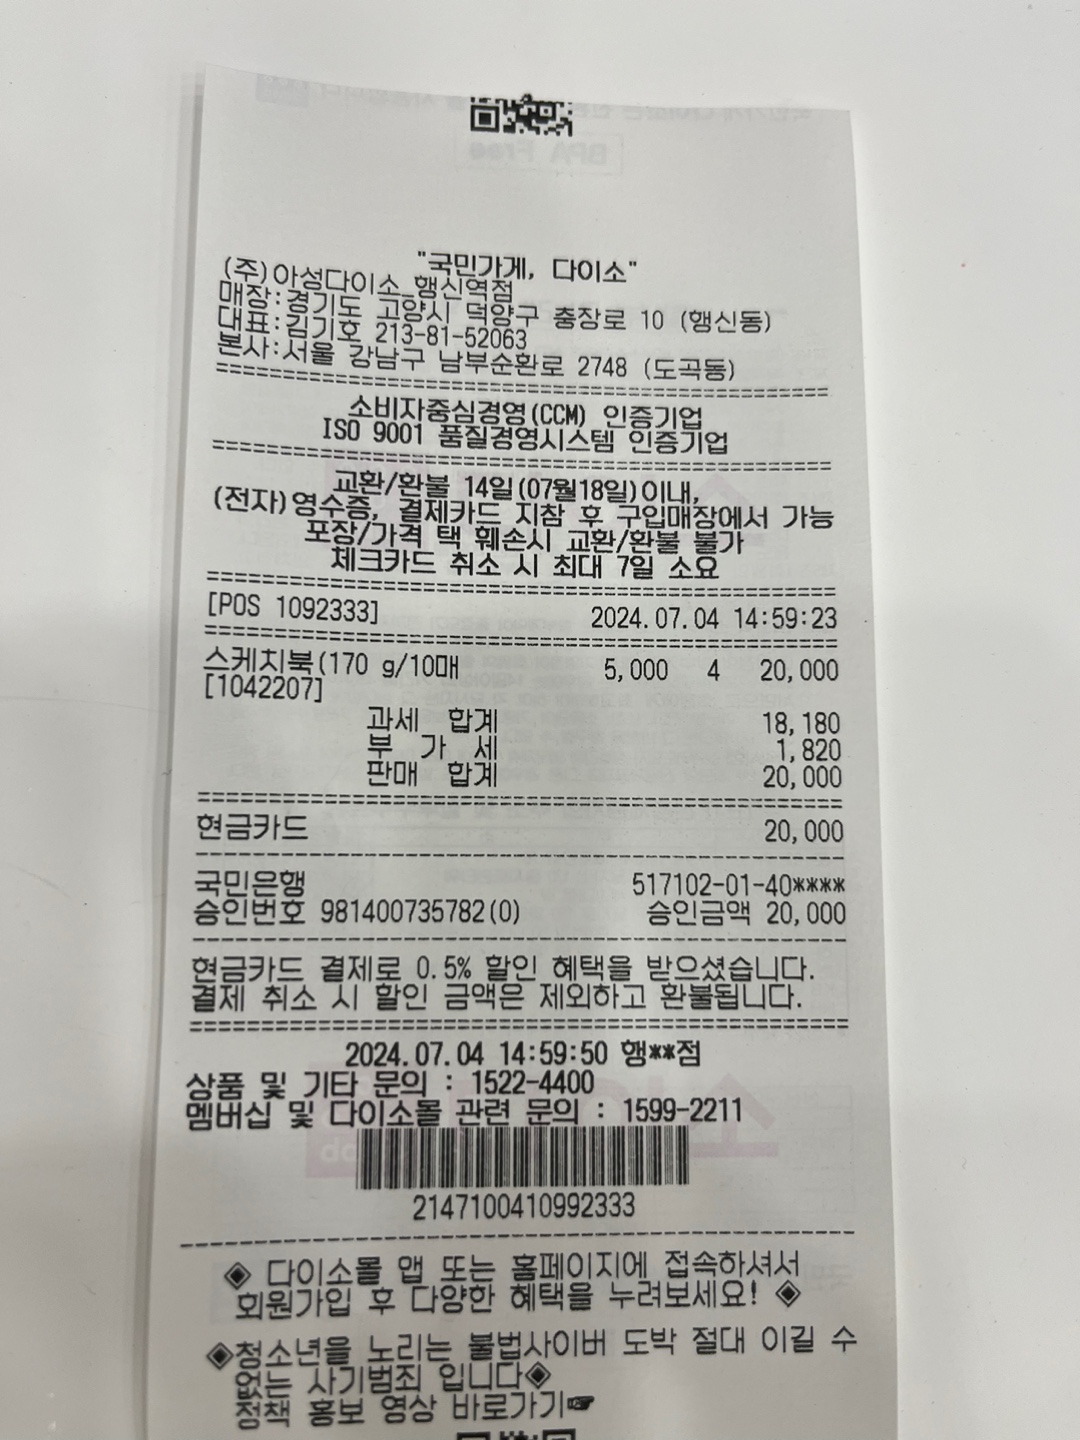 "국민가게, 다이소"
(주)아성다이소_행신역점
매장:경기도 고양시 덕양구 충장로 10 (행신동)
대표:김기호 213-81-52063
본사:서울 강남구 남부순환로 2748 (도곡동)
소비자중심경영(CCM) 인증기업
ISO 9001 품질경영시스템 인증기업
교환/환불 14일(07월18일)이내,
(전자)영수증, 결제카드 지참 후 구입매장에서 가능
포장/가격 택 훼손시 교환/환불 불가
체크카드 취소 시 최대 7일 소요
[POS 1092333] 2024.07.04 14:59:23
스케치북(170 g/10매 5,000 4 20,000
[1042207]
과세 합계 18,180
부 가 세 1,820
판매 합계 20,000
현금카드 20,000
국민은행 517102-01-40****
승인번호 981400735782(0) 승인금액 20,000
현금카드 결제로 0.5% 할인 혜택을 받으셨습니다.
결제 취소 시 할인 금액은 제외하고 환불됩니다.
2024.07.04 14:59:50 행**점
상품 및 기타 문의 : 1522-4400
멤버십 및 다이소몰 관련 문의 : 1599-2211
2147100410992333
◈ 다이소몰 앱 또는 홈페이지에 접속하셔서
회원가입 후 다양한 혜택을 누려보세요! ◈
◈청소년을 노리는 불법사이버 도박 절대 이길 수
없는 사기범죄 입니다◈
정책 홍보 영상 바로가기☞